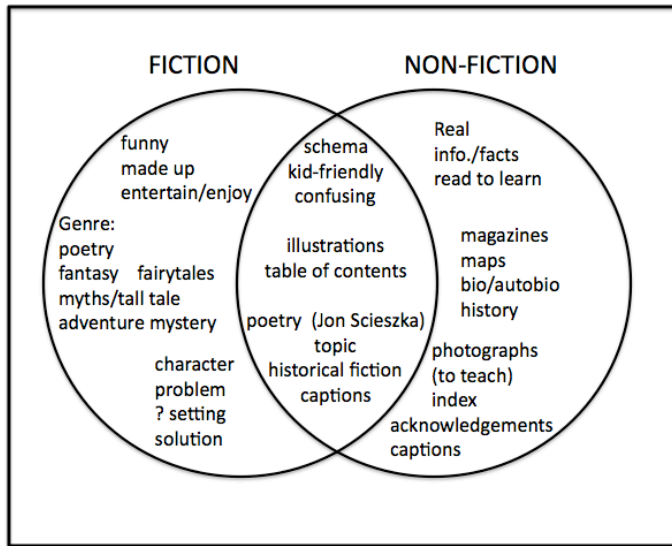 FICTION
NON-FICTION
funny
made up
entertain/enjoy
Genre:
poetry
fantasy fairytales
myths/tall tale
adventure mystery
character
problem
? setting
solution
schema
kid-friendly
confusing
illustrations
table of contents
poetry (Jon Scieszka)
topic
historical fiction
captions
Real
info./facts
read to learn
magazines
maps
bio/autobio
history
photographs
(to teach)
index
acknowledgements
captions